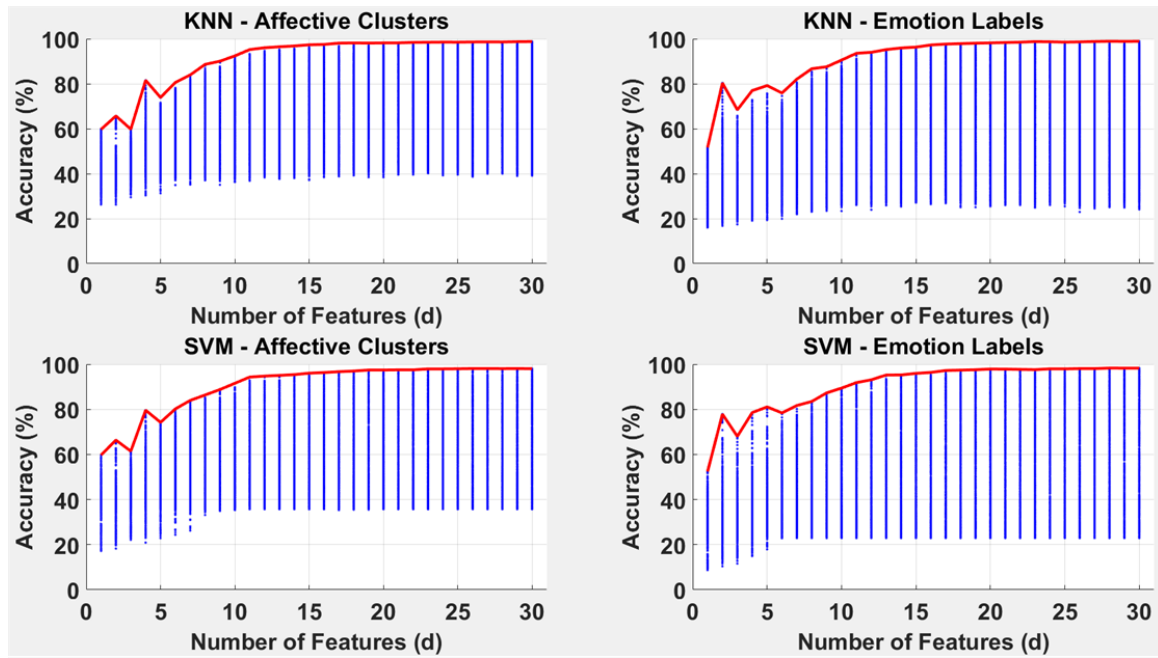 KNN - Affective Clusters
100
80
60
40
20
0
Accuracy (%)
0 5 10 15 20 25 30
Number of Features (d)
KNN - Emotion Labels
100
80
60
40
20
0
Accuracy (%)
0 5 10 15 20 25 30
Number of Features (d)
SVM - Affective Clusters
100
80
60
40
20
0
Accuracy (%)
0 5 10 15 20 25 30
Number of Features (d)
SVM - Emotion Labels
100
80
60
40
20
0
Accuracy (%)
0 5 10 15 20 25 30
Number of Features (d)